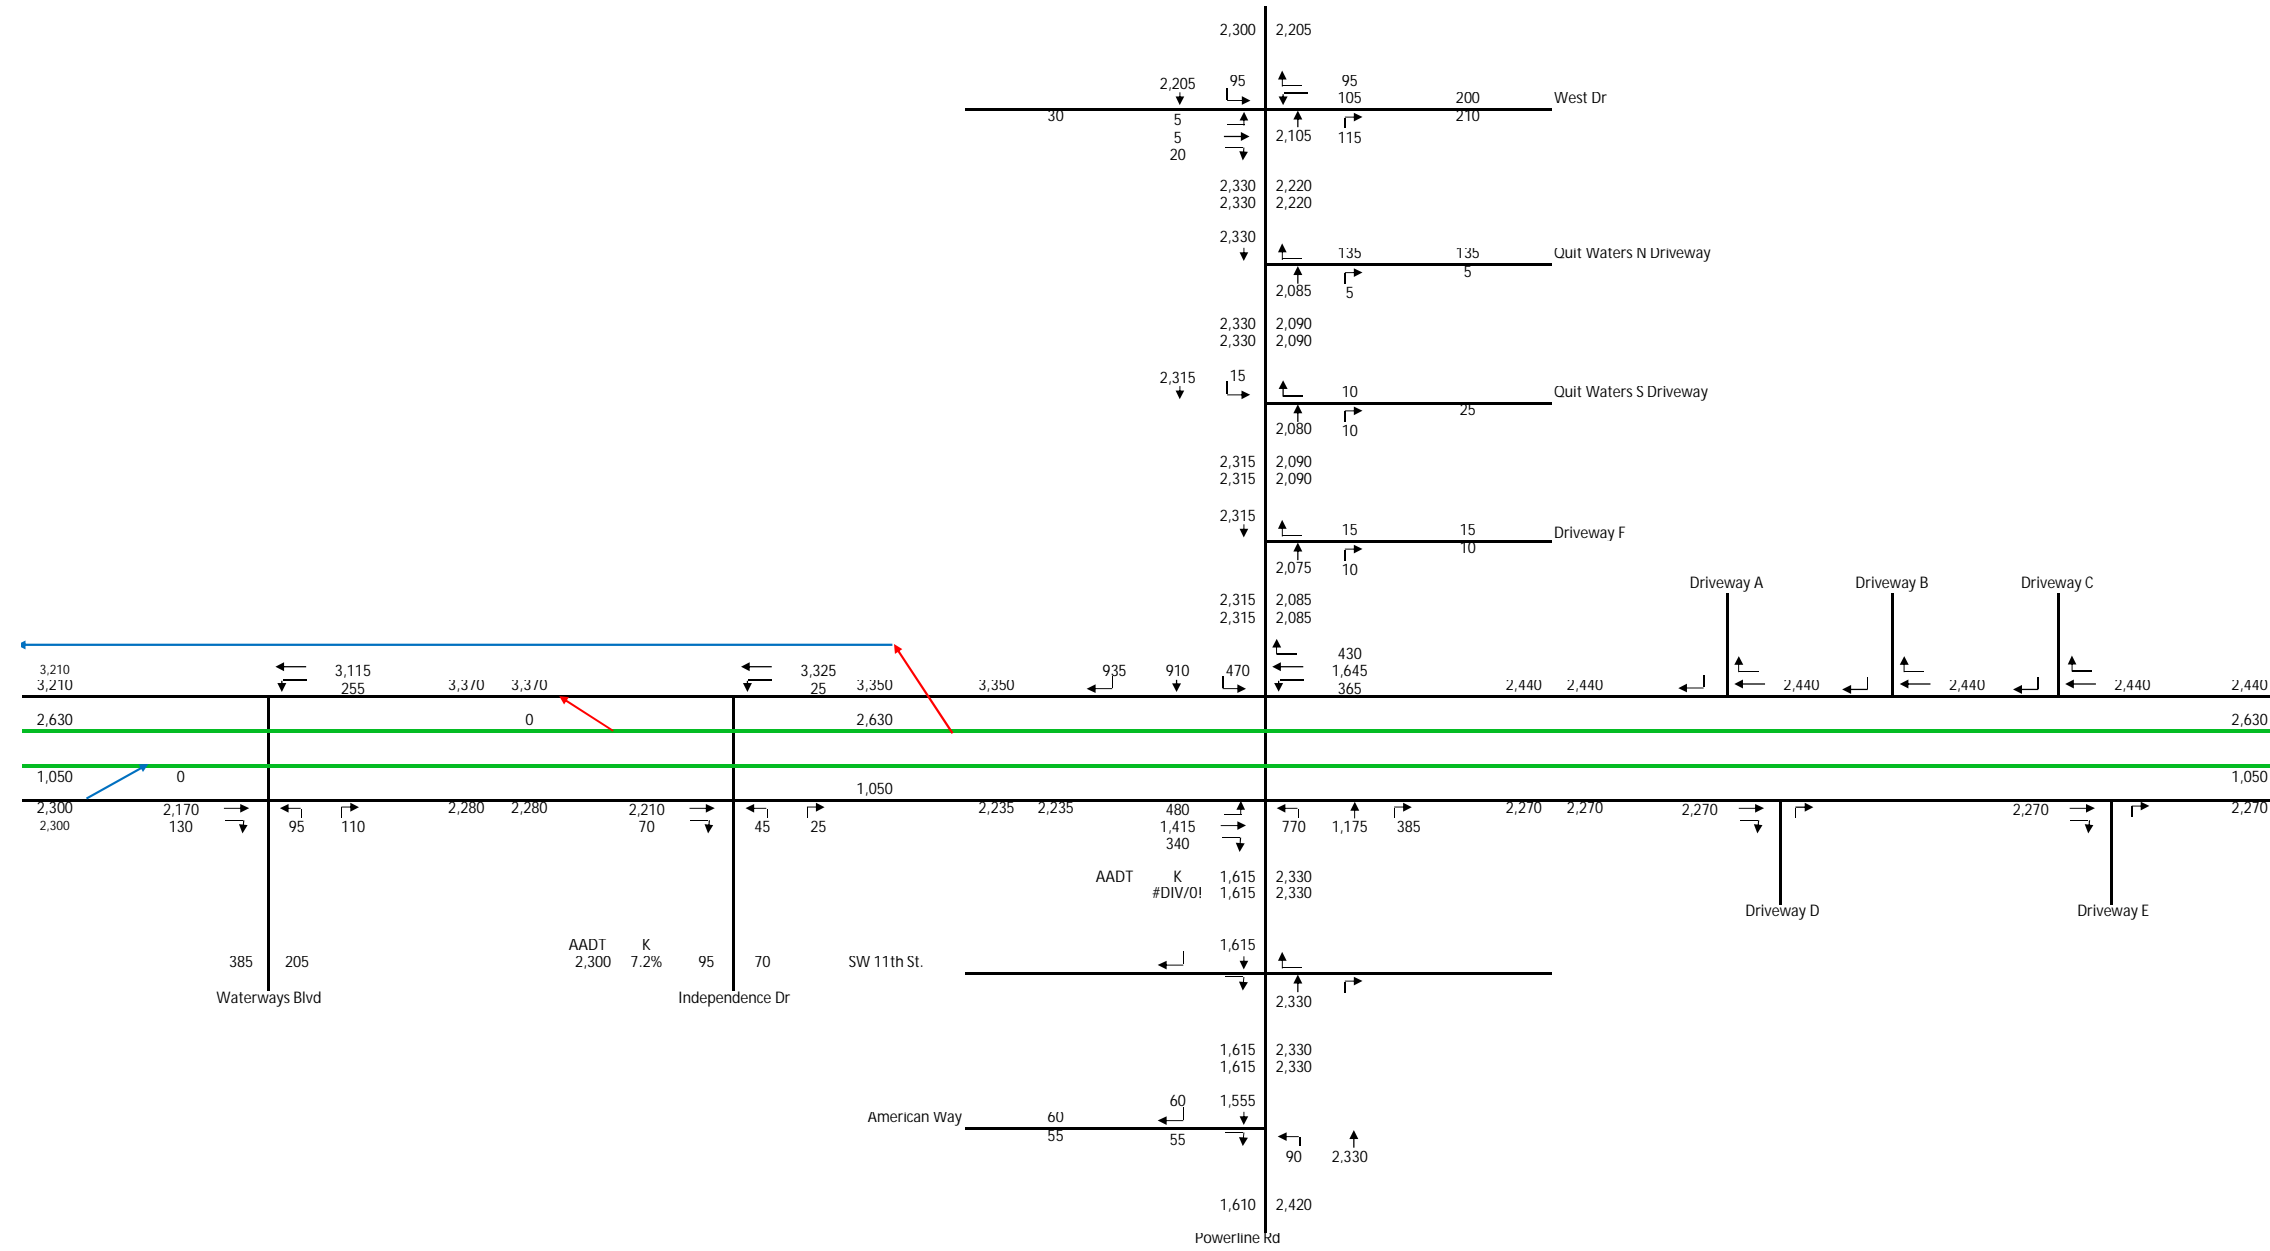 2,300 2,205
2,205 95 95
105 200 West Dr
30 5 210
5 2,105 115
20
2,330 2,220
2,330 2,220
2,330
135 135 Quit Waters N Driveway
5
2,085 5
2,330 2,090
2,330 2,090
2,315 15
10 Quit Waters S Driveway
25
2,080 10
2,315 2,090
2,315 2,090
2,315
15 15 Driveway F
10
2,075 10
Driveway A Driveway B Driveway C
2,315 2,085
2,315 2,085
430
3,210 3,115 3,325 935 910 470 1,645
3,210 255 3,370 3,370 25 3,350 3,350 365 2,440 2,440 2,440 2,440 2,440 2,440
2,630 0 2,630 2,630
1,050 0 1,050
1,050
2,300 2,170 2,280 2,280 2,210 2,235 2,235 480 2,270 2,270 2,270 2,270 2,270
2,300 130 95 110 70 45 25 1,415 770 1,175 385
340
AADT K 1,615 2,330
#DIV/0! 1,615 2,330
Driveway D Driveway E
AADT K 1,615
385 205 2,300 7.2% 95 70 SW 11th St.
Waterways Blvd Independence Dr 2,330
1,615 2,330
1,615 2,330
60 1,555
American Way 60
55 55
90 2,330
1,610 2,420
Powerline Rd